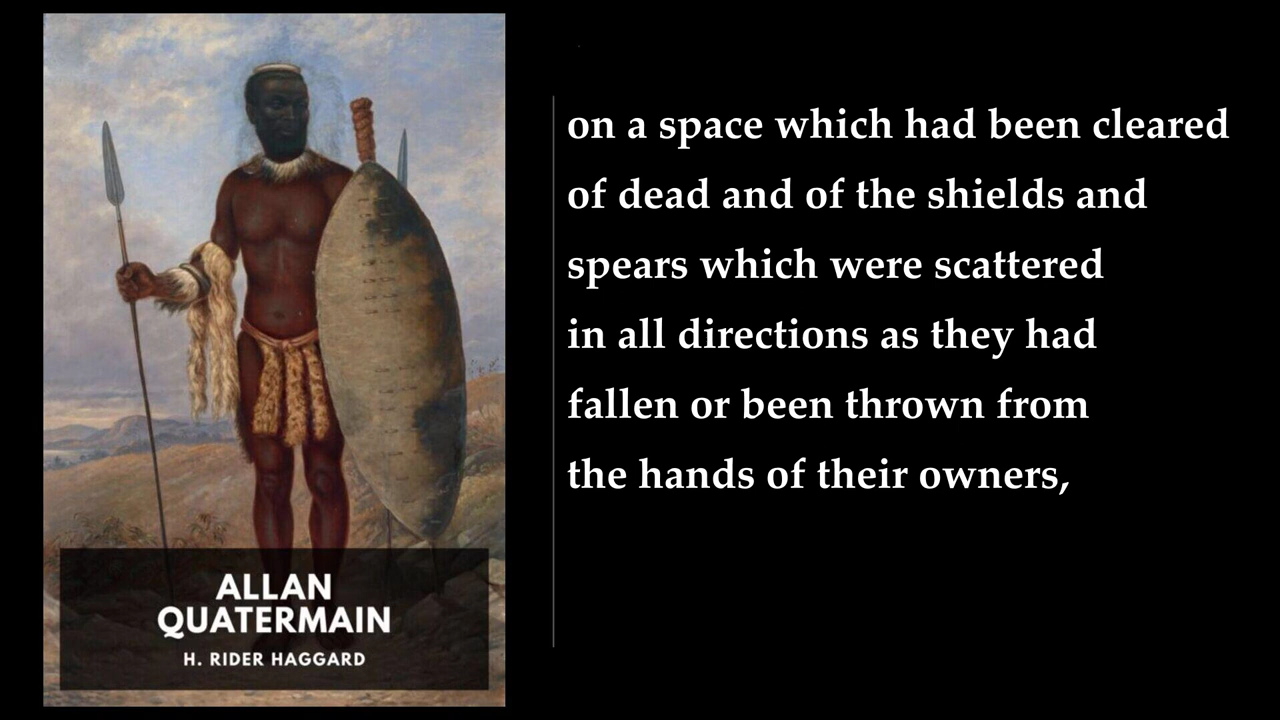 on a space which had been cleared
of dead and of the shields and
spears which were scattered
in all directions as they had
fallen or been thrown from
the hands of their owners,
ALLAN
QUATERMAIN
H. RIDER HAGGARD